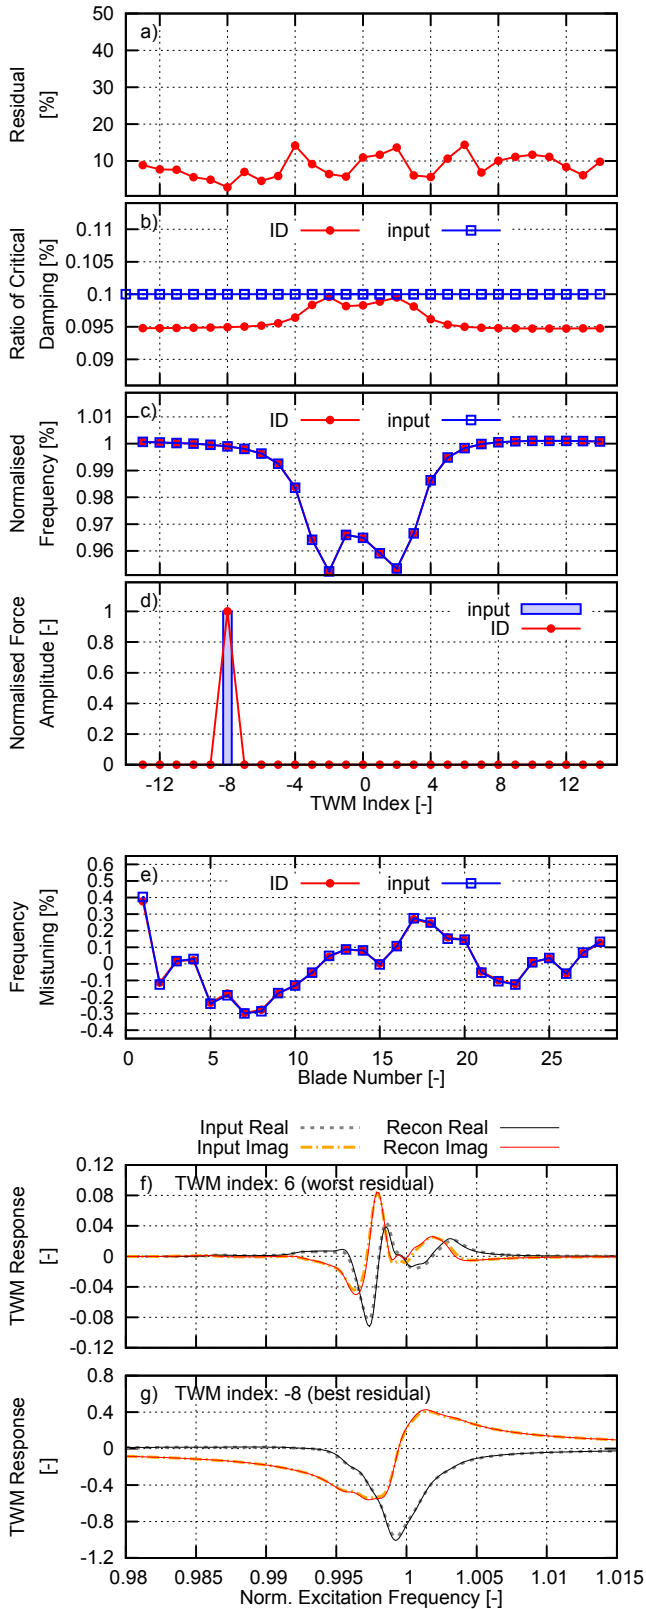 a)
50
40
30
20
10
Residual
[%]
b)
ID
input
0.11
0.105
0.1
0.095
0.09
Ratio of Critical
Damping [%]
c)
ID
input
1.01
1
0.99
0.98
0.97
0.96
Normalised
Frequency [%]
d)
input
ID
1
0.8
0.6
0.4
0.2
0
Normalised Force
Amplitude [-]
-12 -8 -4 0 4 8 12
TWM Index [-]
e)
ID
input
0.6
0.5
0.4
0.3
0.2
0.1
0
-0.1
-0.2
-0.3
-0.4
Frequency
Mistuning [%]
0 5 10 15 20 25
Blade Number [-]
Input Real Recon Real
Input Imag Recon Imag
f) TWM index: 6 (worst residual)
0.12
0.08
0.04
0
-0.04
-0.08
-0.12
TWM Response
[-]
g) TWM index: -8 (best residual)
0.8
0.4
0
-0.4
-0.8
-1.2
TWM Response
[-]
0.98 0.985 0.99 0.995 1 1.005 1.01 1.015
Norm. Excitation Frequency [-]